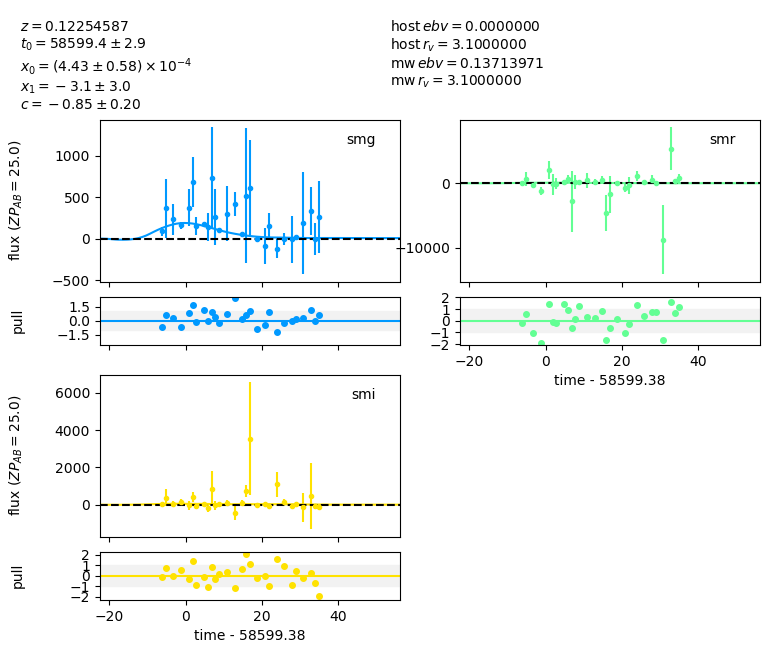 z = 0.12254587
t₀ = 58599.4 ± 2.9
x₀ = (4.43 ± 0.58) × 10⁻⁴
x₁ = −3.1 ± 3.0
c = −0.85 ± 0.20
host ebv = 0.0000000
host r_v = 3.1000000
mw ebv = 0.13713971
mw r_v = 3.1000000
smg
flux (ZP_AB = 25.0)
1000
500
0
−500
smr
0
−10000
pull
1.5
0.0
−1.5
2
1
0
−1
−2
−20
0
20
40
time - 58599.38
smi
flux (ZP_AB = 25.0)
6000
4000
2000
0
pull
2
1
0
−1
−2
−20
0
20
40
time - 58599.38